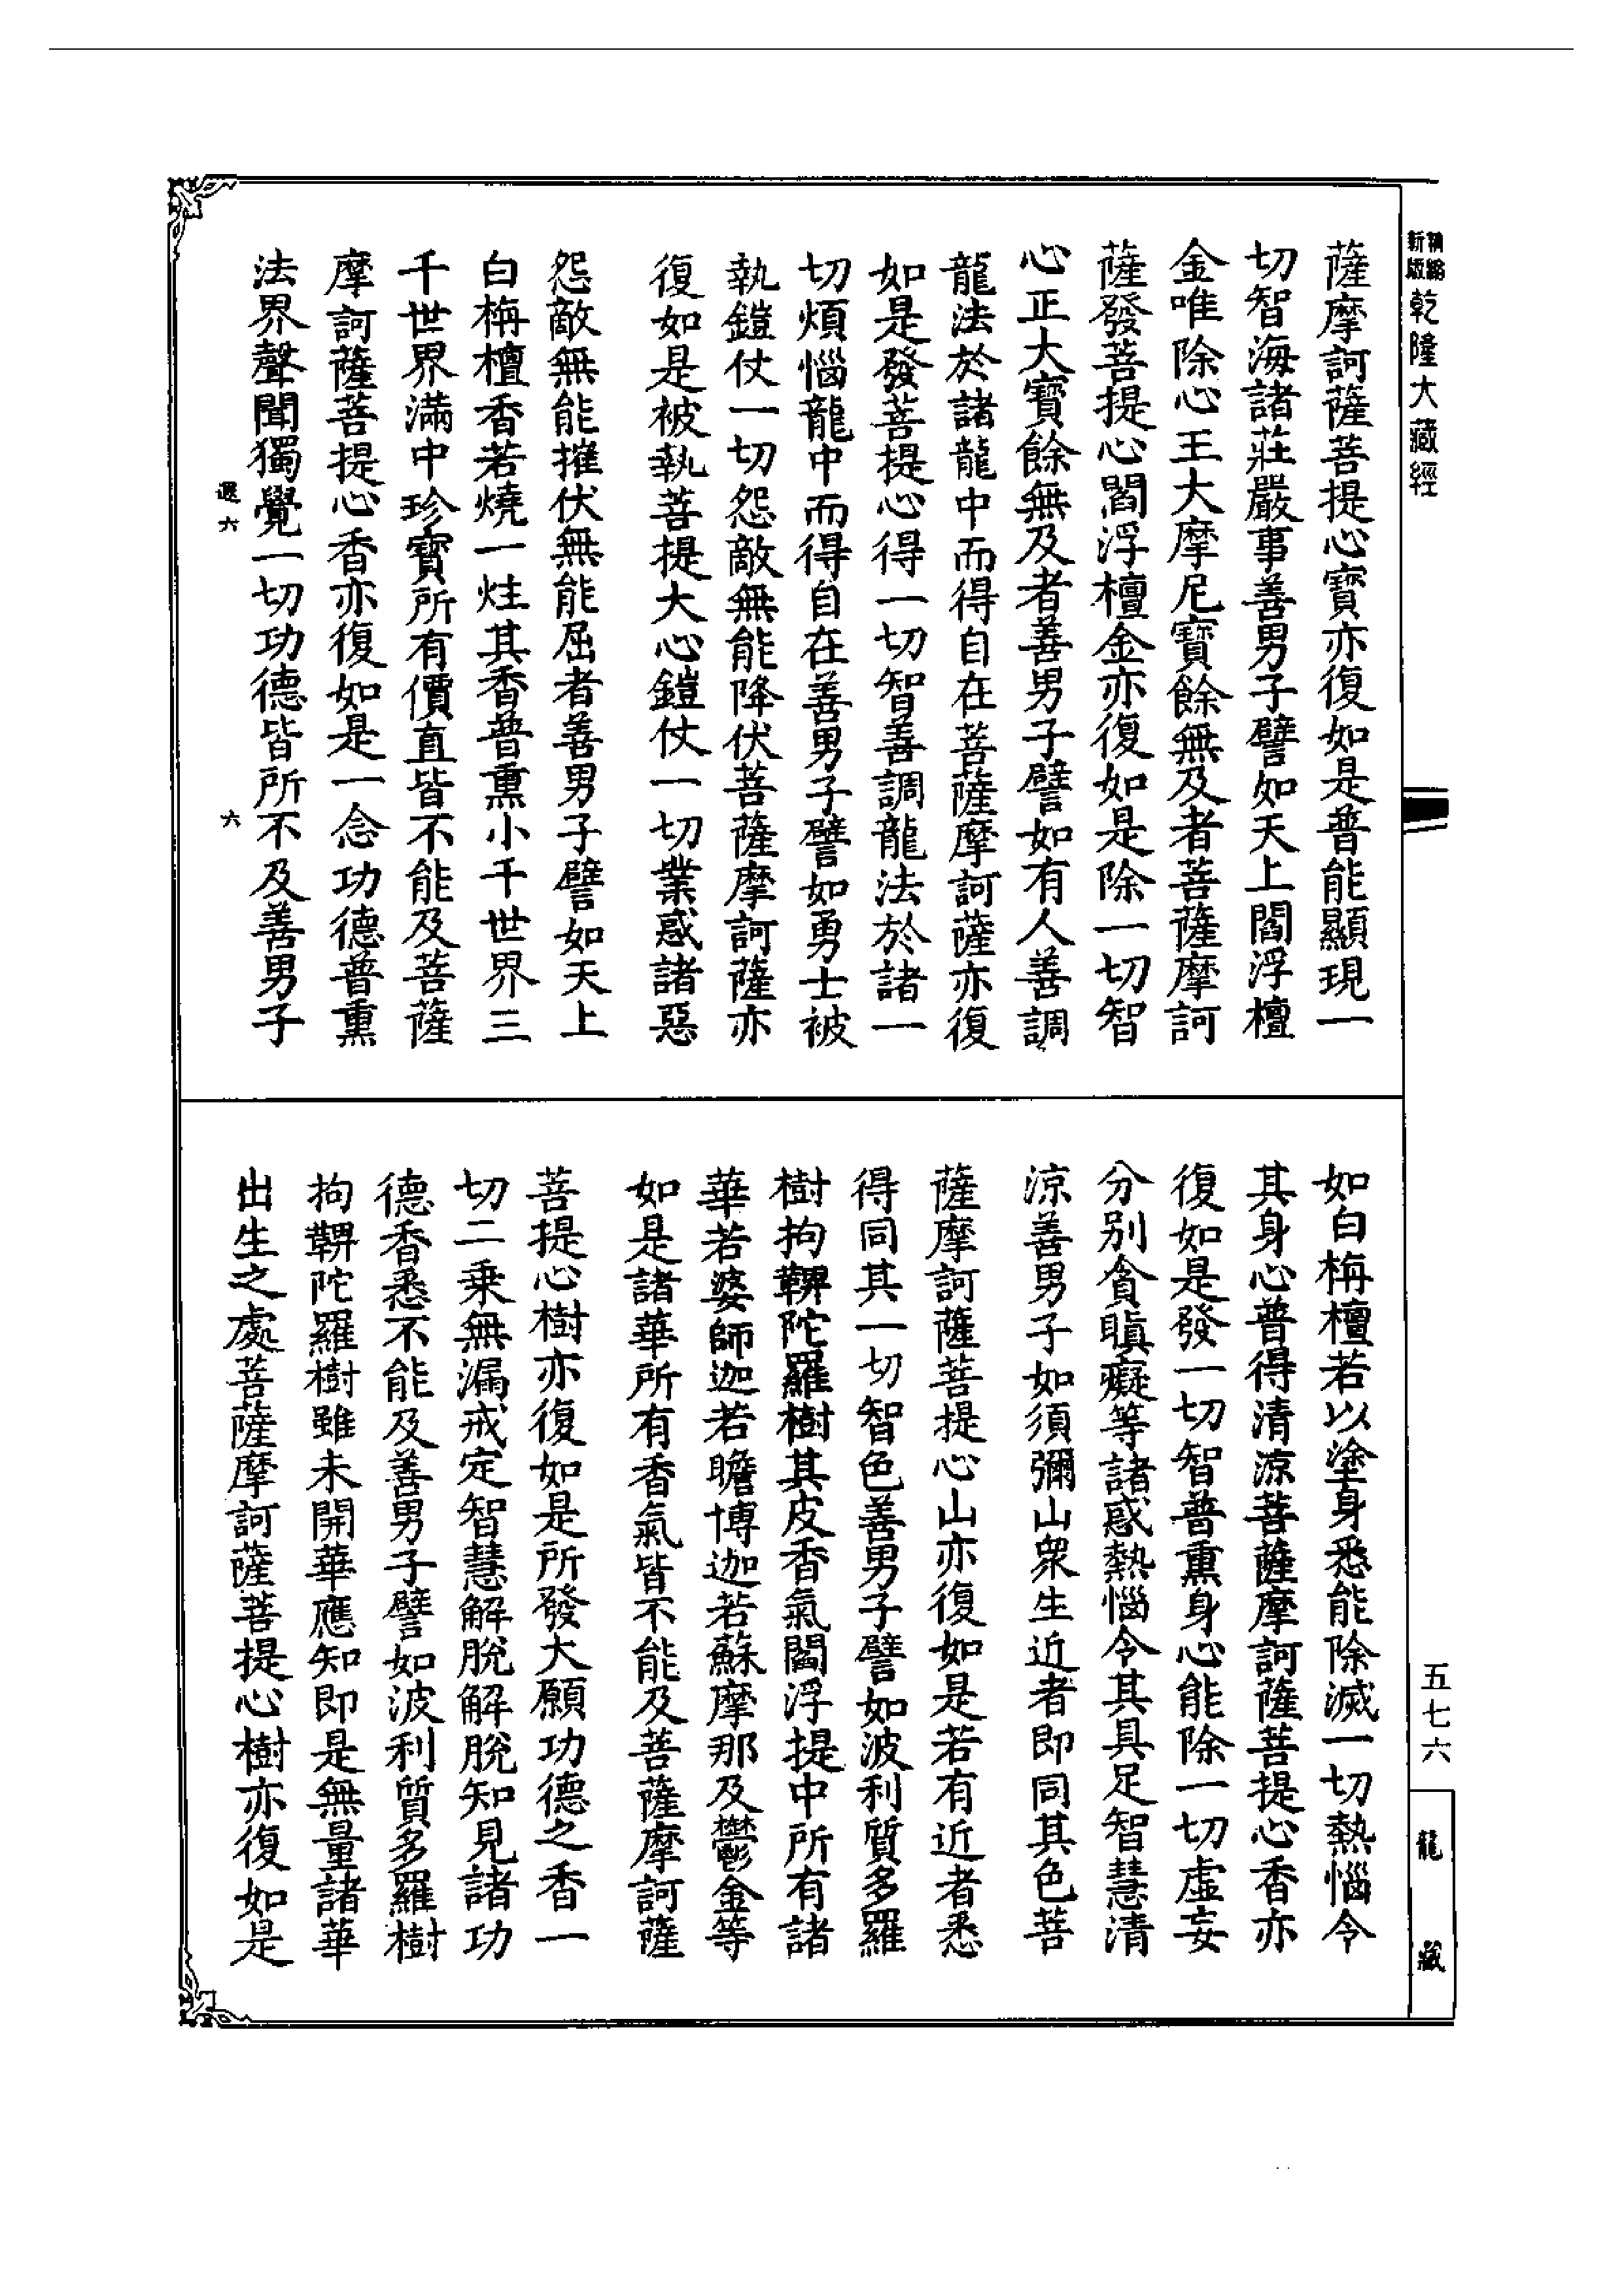 新版
精縮
乾隆大藏經
薩摩訶薩菩提心寶亦復如是普能顯現一
切智海諸莊嚴事善男子譬如天上閻浮檀
金唯除心王大摩尼寶餘無及者菩薩摩訶
薩發菩提心閻浮檀金亦復如是除一切智
心正大寶餘無及者善男子譬如有人善調
龍法於諸龍中而得自在菩薩摩訶薩亦復
如是發菩提心得一切智善調龍法於諸一
切煩惱龍中而得自在善男子譬如勇士被
執鎧仗一切怨敵無能降伏菩薩摩訶薩亦
復如是被執菩提大心鎧仗一切業惑諸惡
怨敵無能摧伏無能屈者善男子譬如天上
白栴檀香若燒一炷其香普熏小千世界三
千世界滿中珍寶所有價直皆不能及菩薩
摩訶薩菩提心香亦復如是一念功德普熏
法界聲聞獨覺一切功德皆所不及善男子
選六
六
如白栴檀若以塗身悉能除滅一切熱惱令
其身心普得清涼菩薩摩訶薩菩提心香亦
復如是發一切智普熏身心能除一切虛妄
分別貪瞋癡等諸惑熱惱令其具足智慧清
涼善男子如須彌山眾生近者即同其色菩
薩摩訶薩菩提心山亦復如是若有近者悉
得同其一切智色善男子譬如波利質多羅
樹拘鞞陀羅樹其皮香氣閻浮提中所有諸
華若婆師迦若瞻博迦若蘇摩那及鬱金等
如是諸華所有香氣皆不能及菩薩摩訶薩
菩提心樹亦復如是所發大願功德之香一
切二乘無漏戒定智慧解脫解脫知見諸功
德香悉不能及善男子譬如波利質多羅樹
拘鞞陀羅樹雖未開華應知即是無量諸華
出生之處菩薩摩訶薩菩提心樹亦復如是
五七六
龍藏